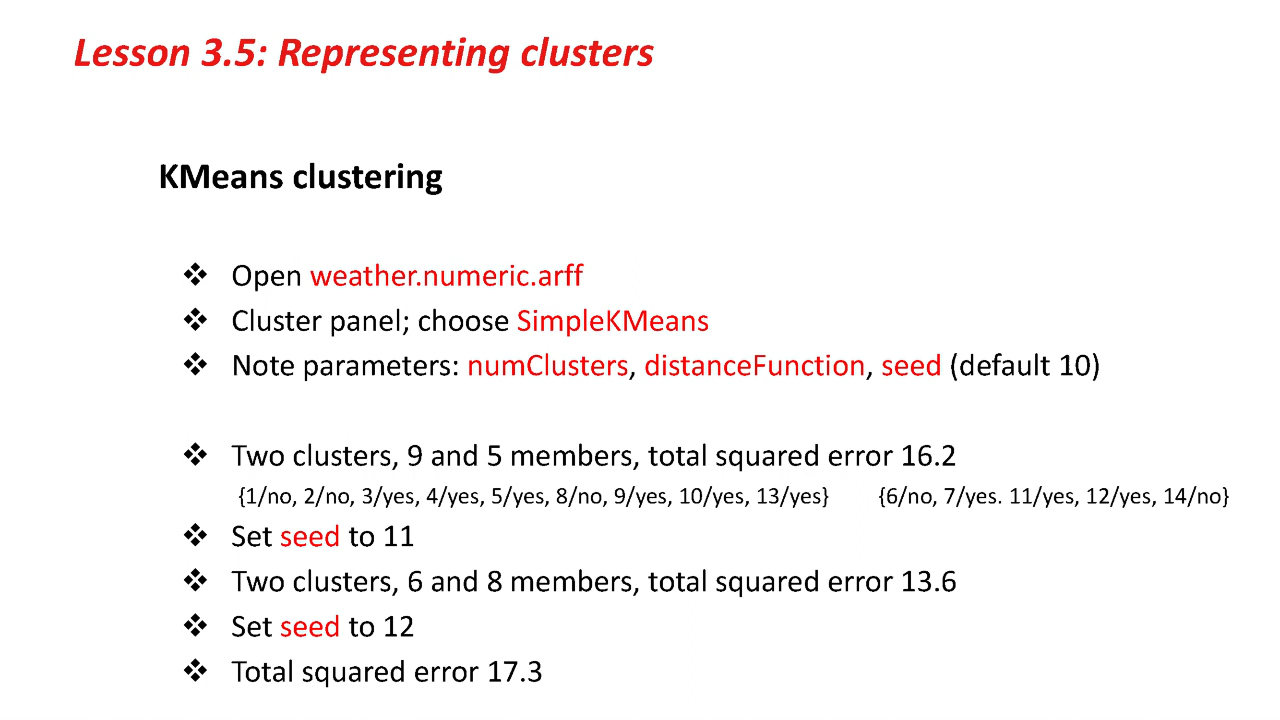 Lesson 3.5: Representing clusters
KMeans clustering
❖ Open weather.numeric.arff
❖ Cluster panel; choose SimpleKMeans
❖ Note parameters: numClusters, distanceFunction, seed (default 10)
❖ Two clusters, 9 and 5 members, total squared error 16.2
{1/no, 2/no, 3/yes, 4/yes, 5/yes, 8/no, 9/yes, 10/yes, 13/yes} {6/no, 7/yes. 11/yes, 12/yes, 14/no}
❖ Set seed to 11
❖ Two clusters, 6 and 8 members, total squared error 13.6
❖ Set seed to 12
❖ Total squared error 17.3